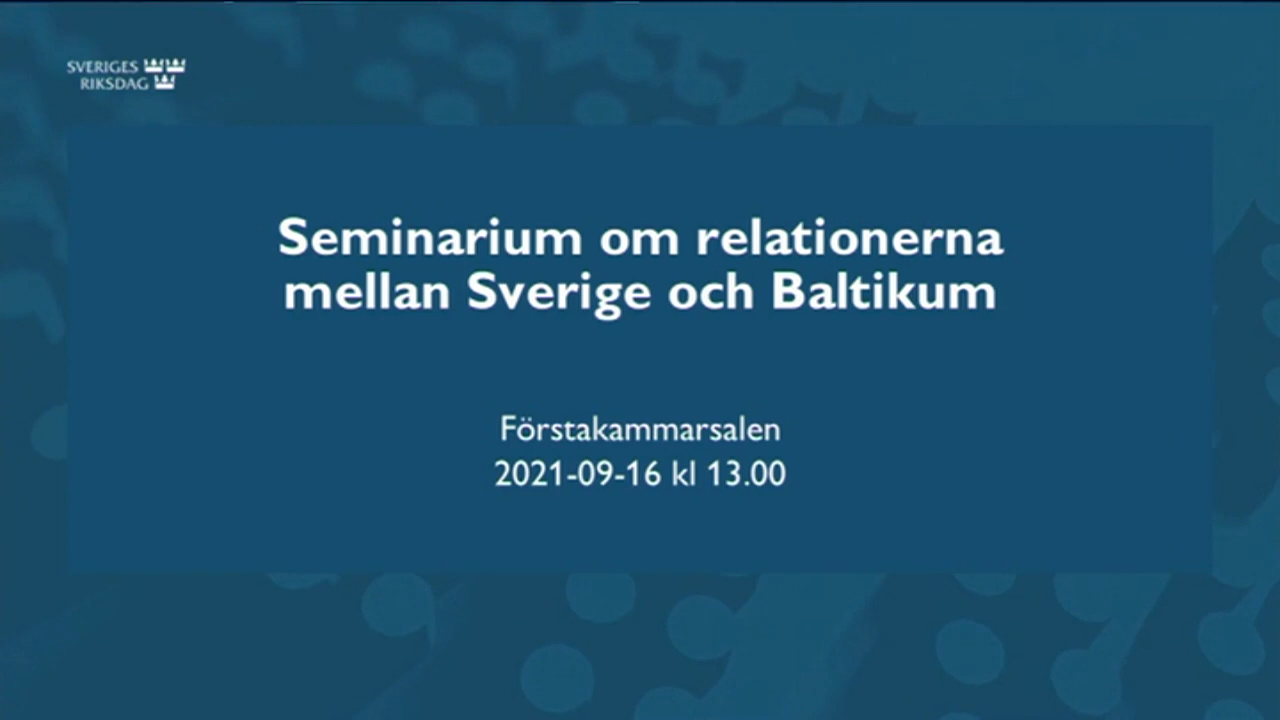 SVERIGES
RIKSDAG
Seminarium om relationerna
mellan Sverige och Baltikum
Förstakammarsalen
2021-09-16 kl 13.00